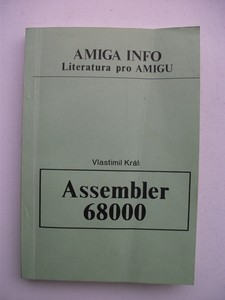 AMIGA INFO
Literatura pro AMIGU
Vlastimil Král
Assembler
68000